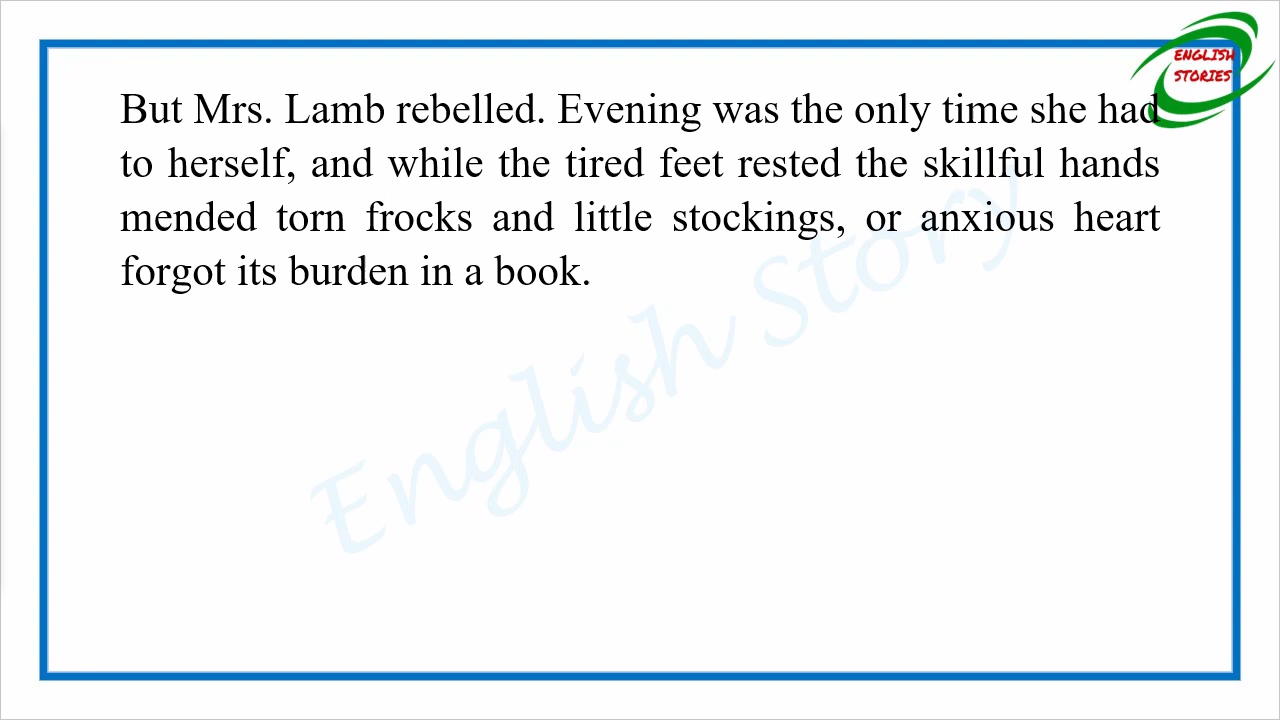 ENGLISH
STORIES
But Mrs. Lamb rebelled. Evening was the only time she had
to herself, and while the tired feet rested the skillful hands
mended torn frocks and little stockings, or anxious heart
forgot its burden in a book.
English Story